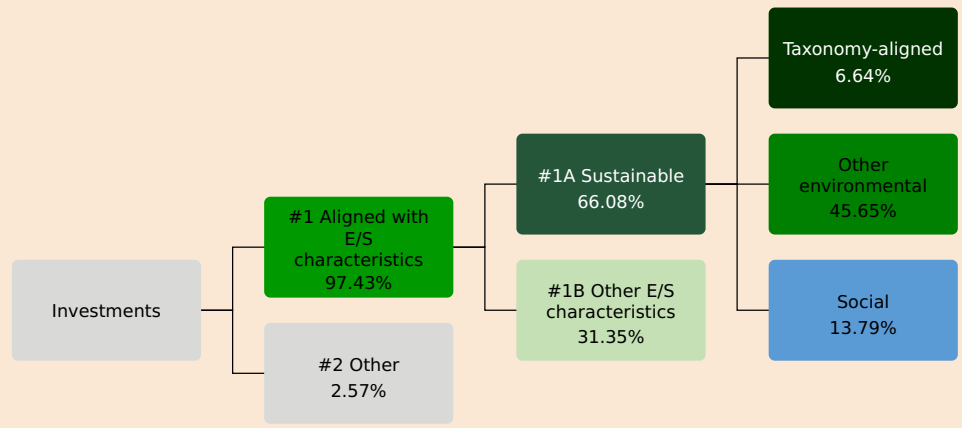 Investments
#1 Aligned with
E/S
characteristics
97.43%
#2 Other
2.57%
#1A Sustainable
66.08%
#1B Other E/S
characteristics
31.35%
Taxonomy-aligned
6.64%
Other
environmental
45.65%
Social
13.79%